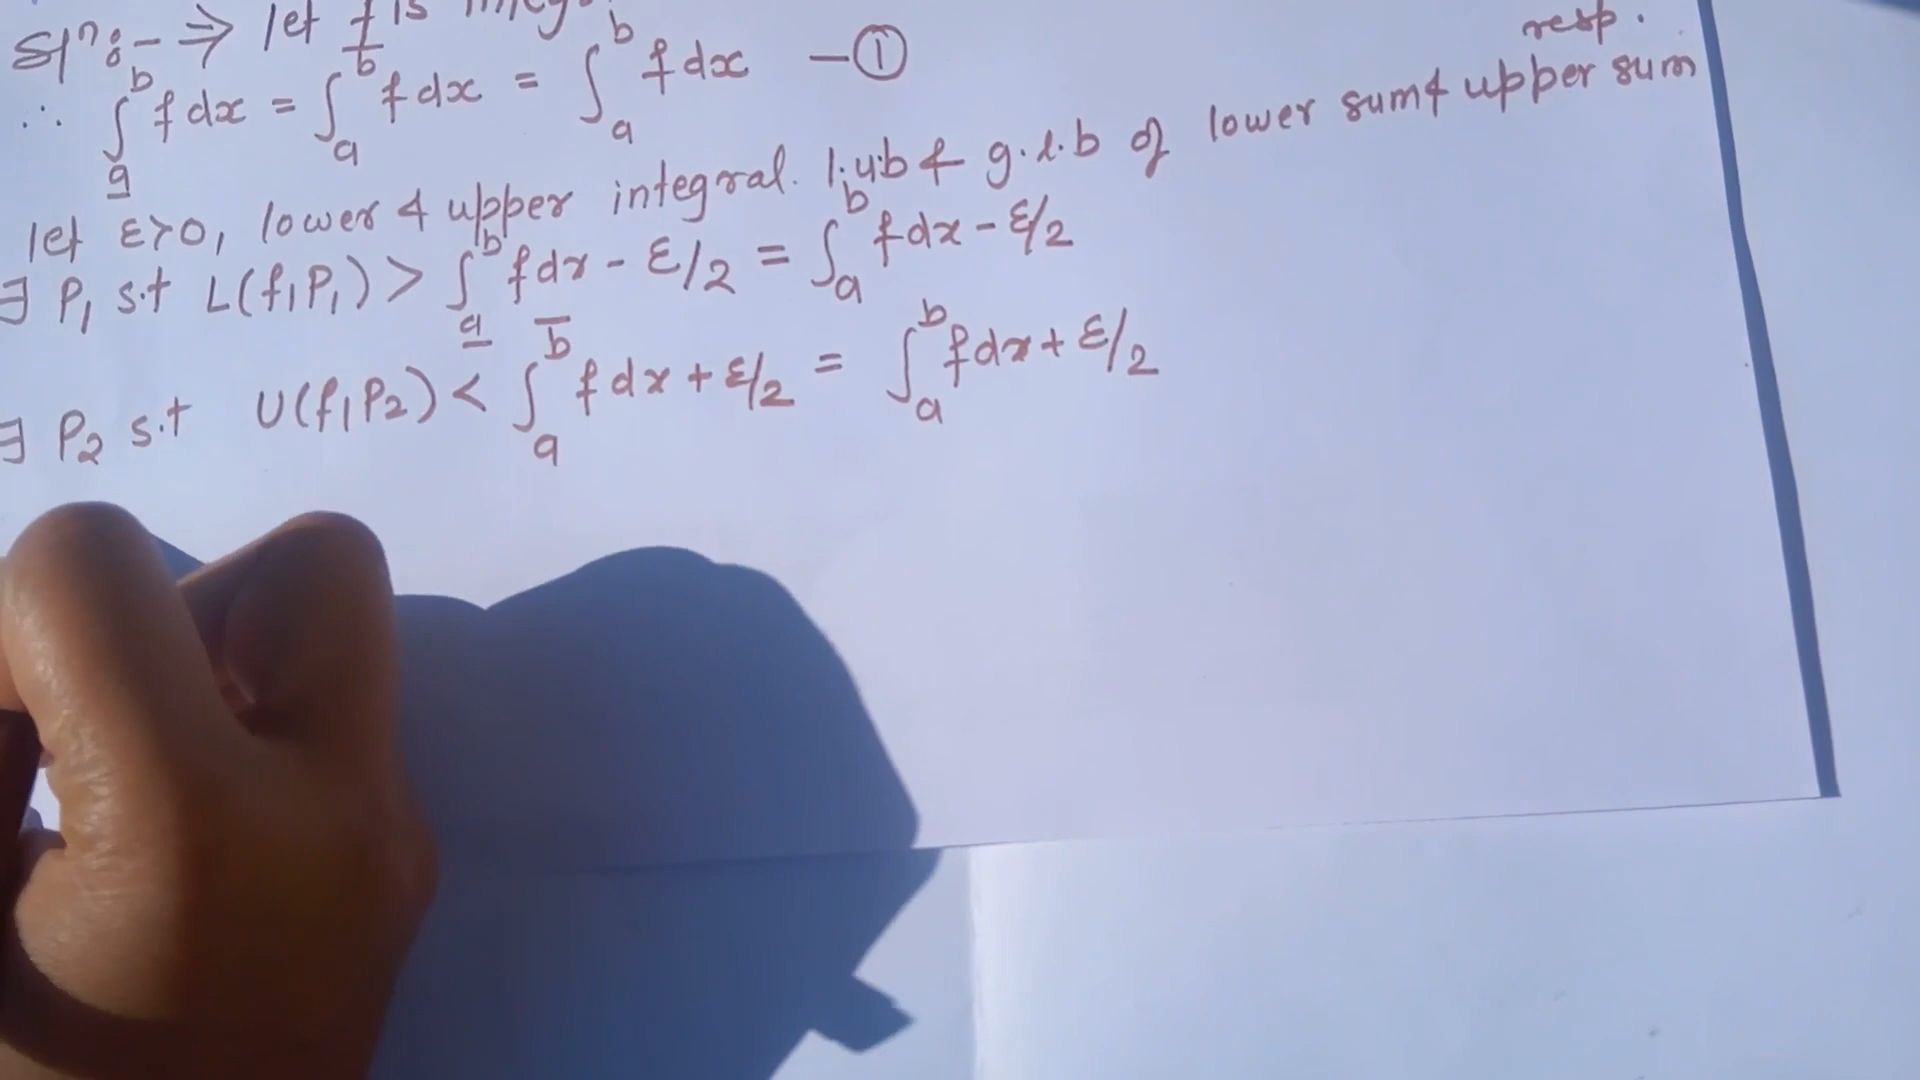 Slⁿ:- ⇒ let f is integ
∴ ∫_a̲^b f dx = ∫_a^b̅ f dx = ∫_a^b f dx —①
let ε>0, lower & upper integral. l.u.b & g.l.b of lower sum & upper sum resp.
∃ P₁ s.t L(f,P₁) > ∫_a̲^b f dx - ε/2 = ∫_a^b f dx - ε/2
∃ P₂ s.t U(f,P₂) < ∫_a^b̅ f dx + ε/2 = ∫_a^b f dx + ε/2